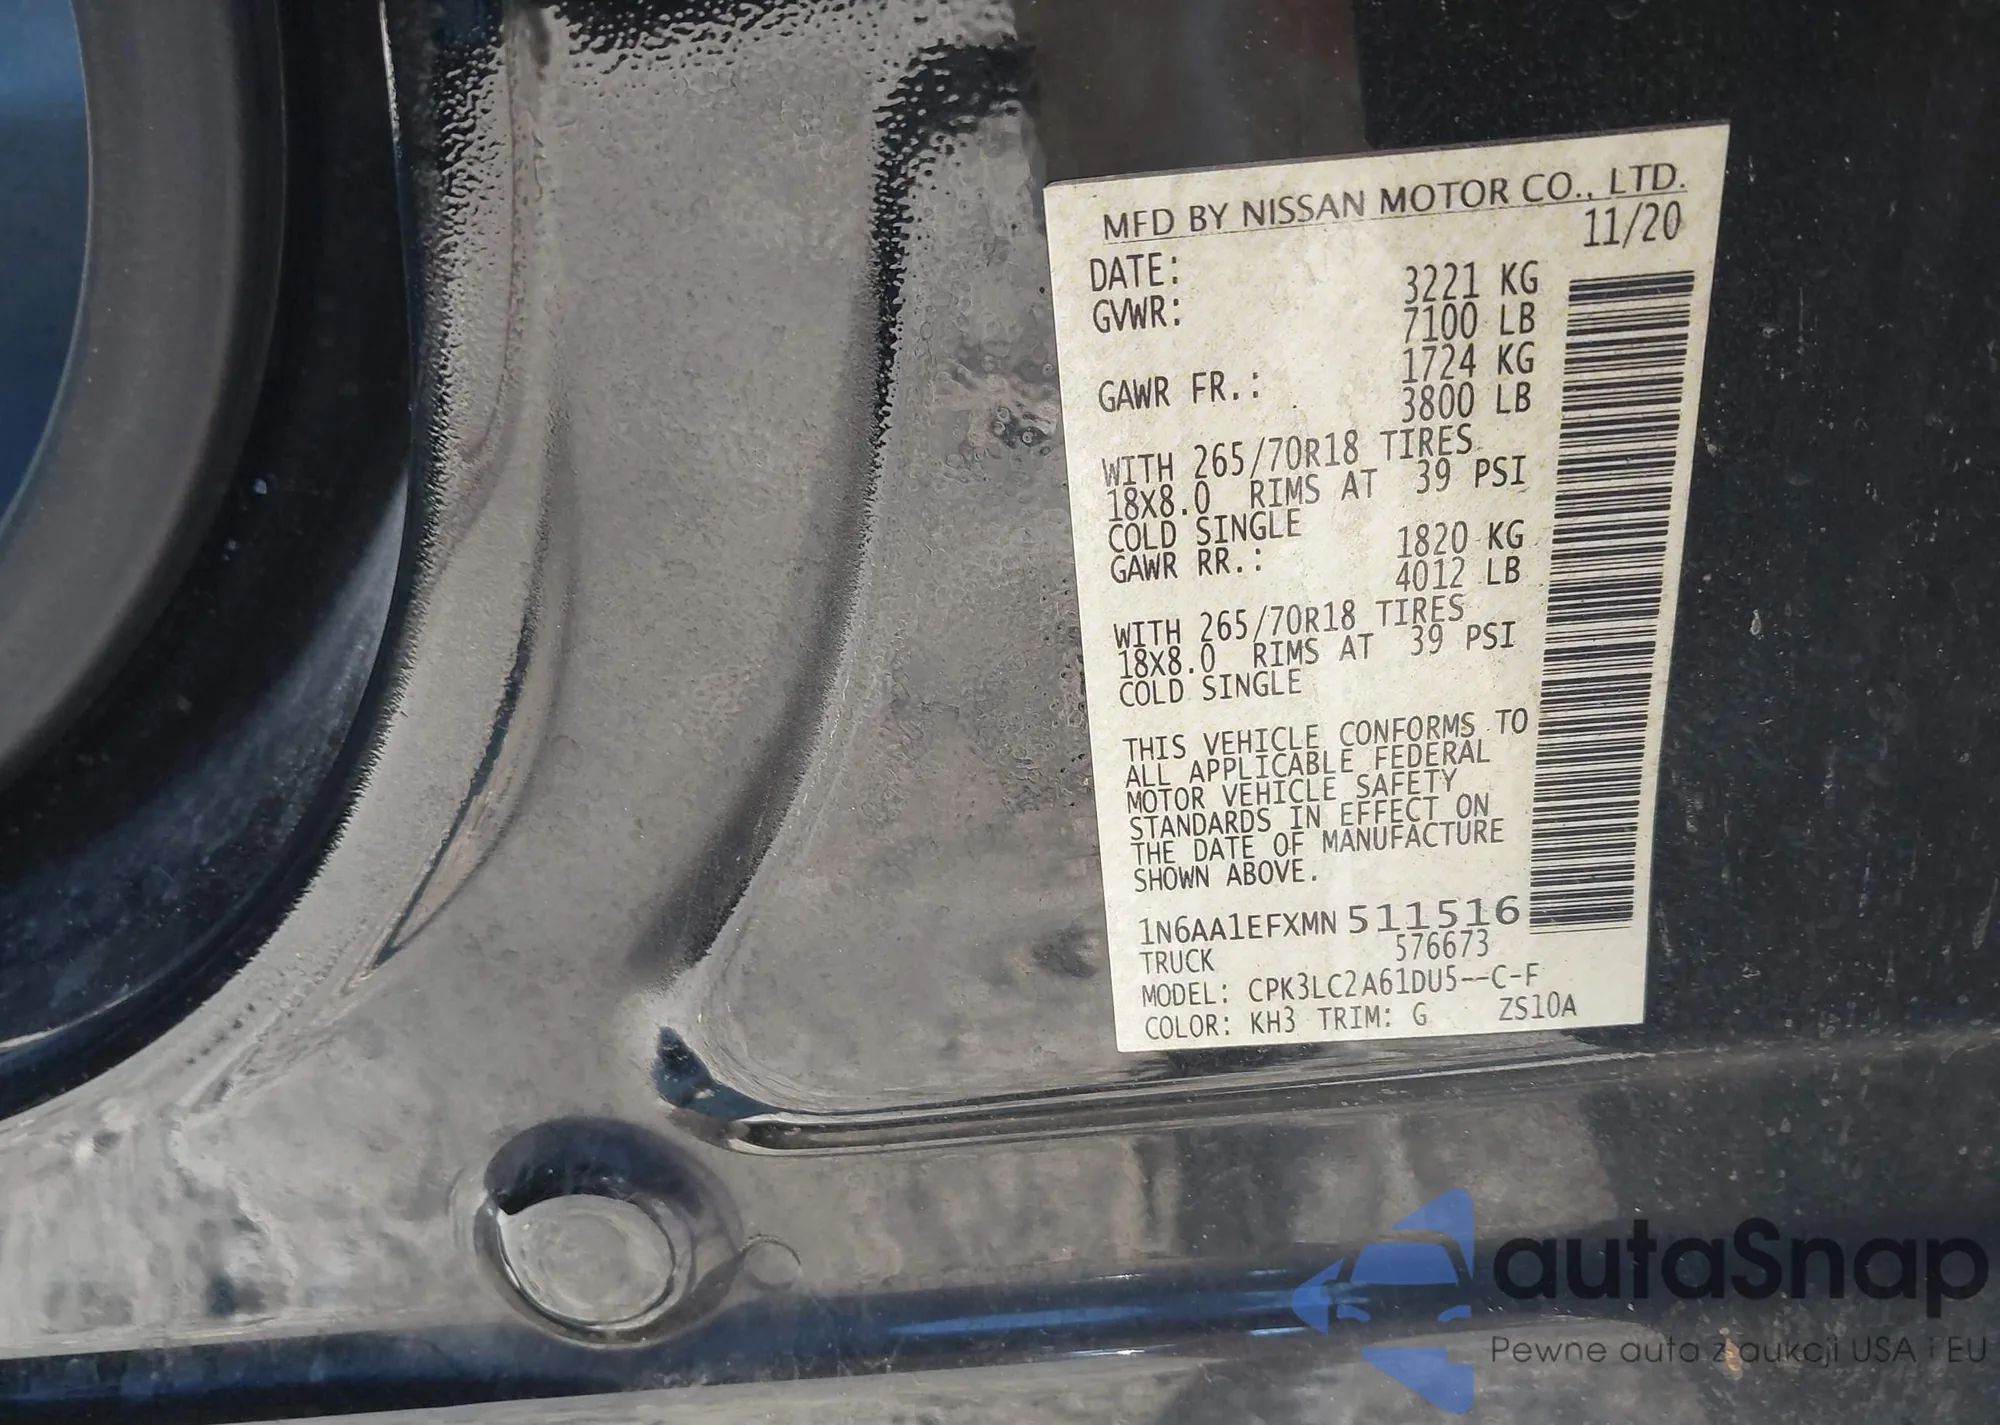 MFD BY NISSAN MOTOR CO., LTD.
DATE: 11/20
GVWR: 3221 KG
7100 LB
GAWR FR.: 1724 KG
3800 LB
WITH 265/70R18 TIRES
18X8.0 RIMS AT 39 PSI
COLD SINGLE
GAWR RR.: 1820 KG
4012 LB
WITH 265/70R18 TIRES
18X8.0 RIMS AT 39 PSI
COLD SINGLE
THIS VEHICLE CONFORMS TO
ALL APPLICABLE FEDERAL
MOTOR VEHICLE SAFETY
STANDARDS IN EFFECT ON
THE DATE OF MANUFACTURE
SHOWN ABOVE.
1N6AA1EFXMN 511516
TRUCK 576673
MODEL: CPK3LC2A61DU5--C-F
COLOR: KH3 TRIM: G ZS10A
autaSnap
Pewne auta z aukcji USA i EU